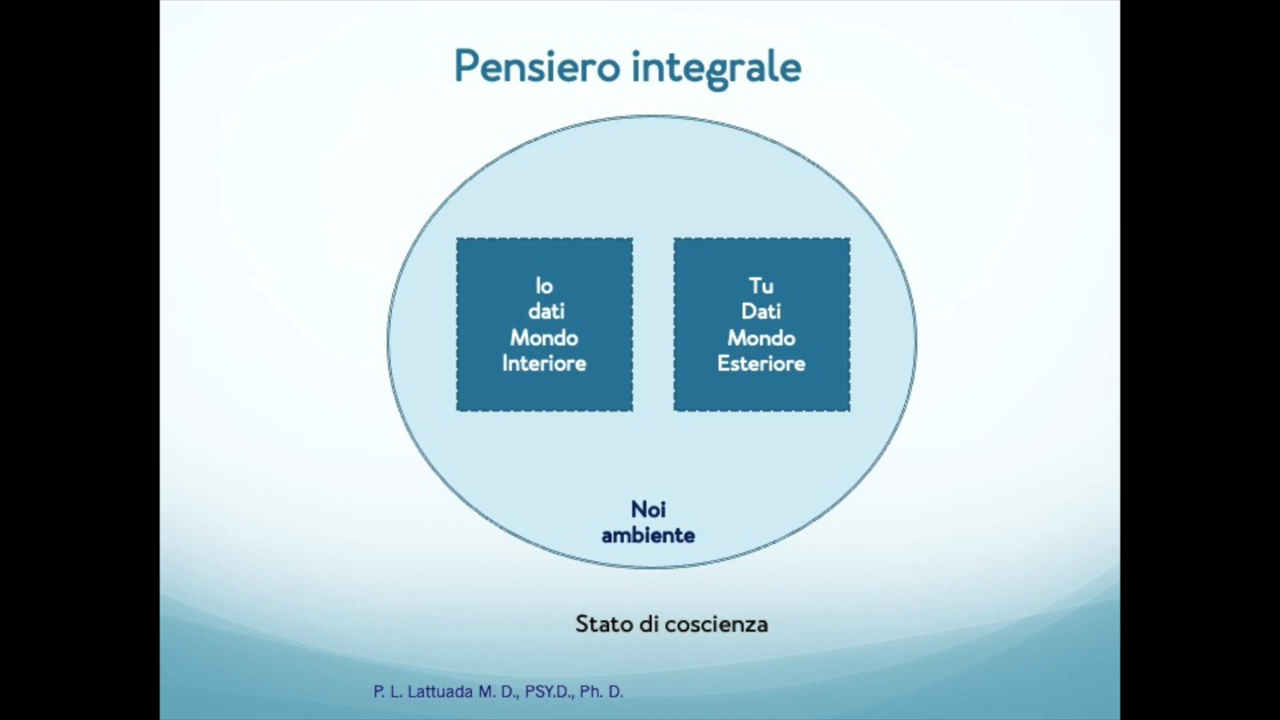 Pensiero integrale
Io
dati
Mondo
Interiore
Tu
Dati
Mondo
Esteriore
Noi
ambiente
Stato di coscienza
P. L. Lattuada M. D., PSY.D., Ph. D.